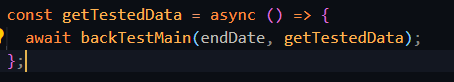 const getTestedData = async () => {
  await backTestMain(endDate, getTestedData);
};